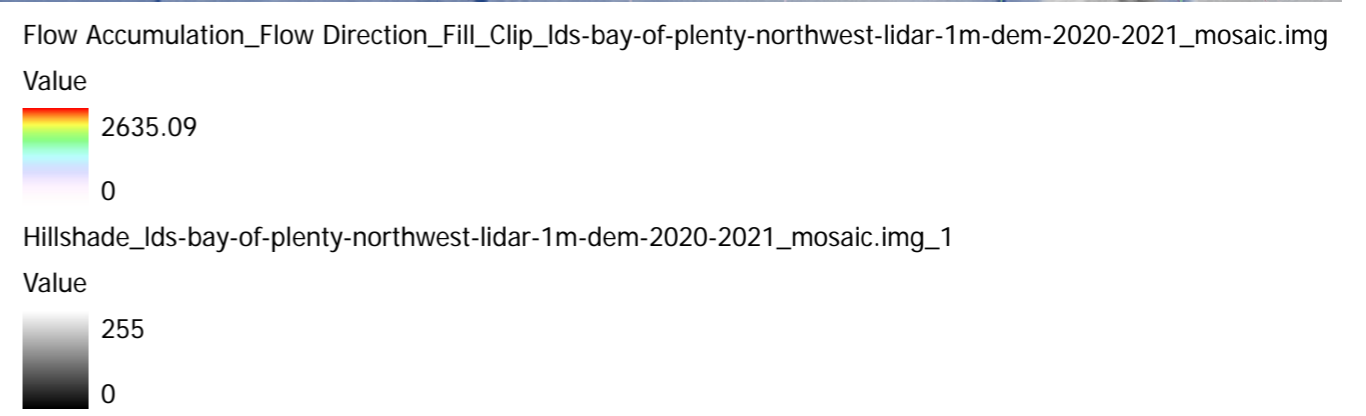 Flow Accumulation_Flow Direction_Fill_Clip_lds-bay-of-plenty-northwest-lidar-1m-dem-2020-2021_mosaic.img
Value
2635.09
0
Hillshade_lds-bay-of-plenty-northwest-lidar-1m-dem-2020-2021_mosaic.img_1
Value
255
0